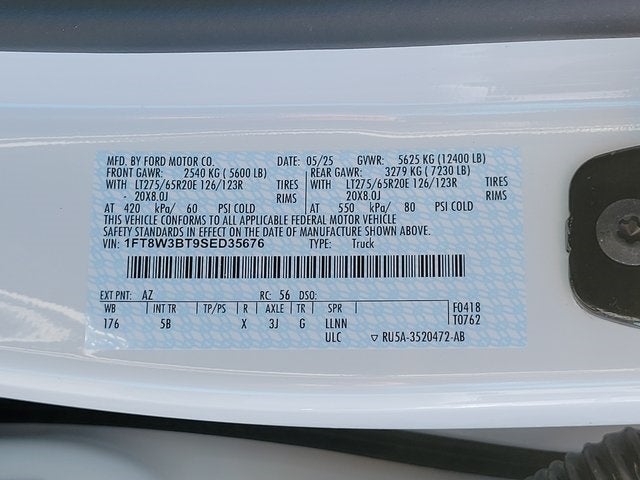 MFD. BY FORD MOTOR CO. DATE: 05/25 GVWR: 5625 KG (12400 LB)
FRONT GAWR: 2540 KG (5600 LB) REAR GAWR: 3279 KG (7230 LB)
WITH LT275/65R20E 126/123R TIRES WITH LT275/65R20E 126/123R TIRES
- 20X8.0J RIMS 20X8.0J RIMS
AT 420 kPa/ 60 PSI COLD AT 550 kPa/ 80 PSI COLD
THIS VEHICLE CONFORMS TO ALL APPLICABLE FEDERAL MOTOR VEHICLE
SAFETY STANDARDS IN EFFECT ON THE DATE OF MANUFACTURE SHOWN ABOVE.
VIN: 1FT8W3BT9SED35676 TYPE: Truck
EXT PNT: AZ RC: 56 DSO:
WB INT TR TP/PS R AXLE TR SPR F0418
176 5B X 3J G LLNN T0762
ULC ▽ RU5A-3520472-AB